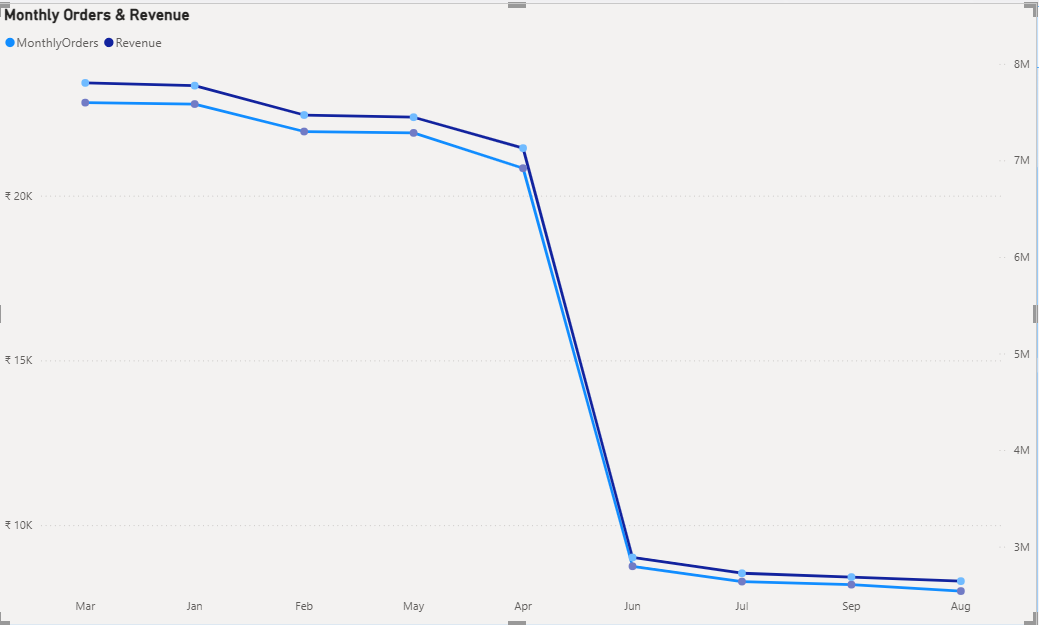 Monthly Orders & Revenue
MonthlyOrders Revenue
8M
7M
₹ 20K
6M
₹ 15K
5M
4M
₹ 10K
3M
Mar Jan Feb May Apr Jun Jul Sep Aug